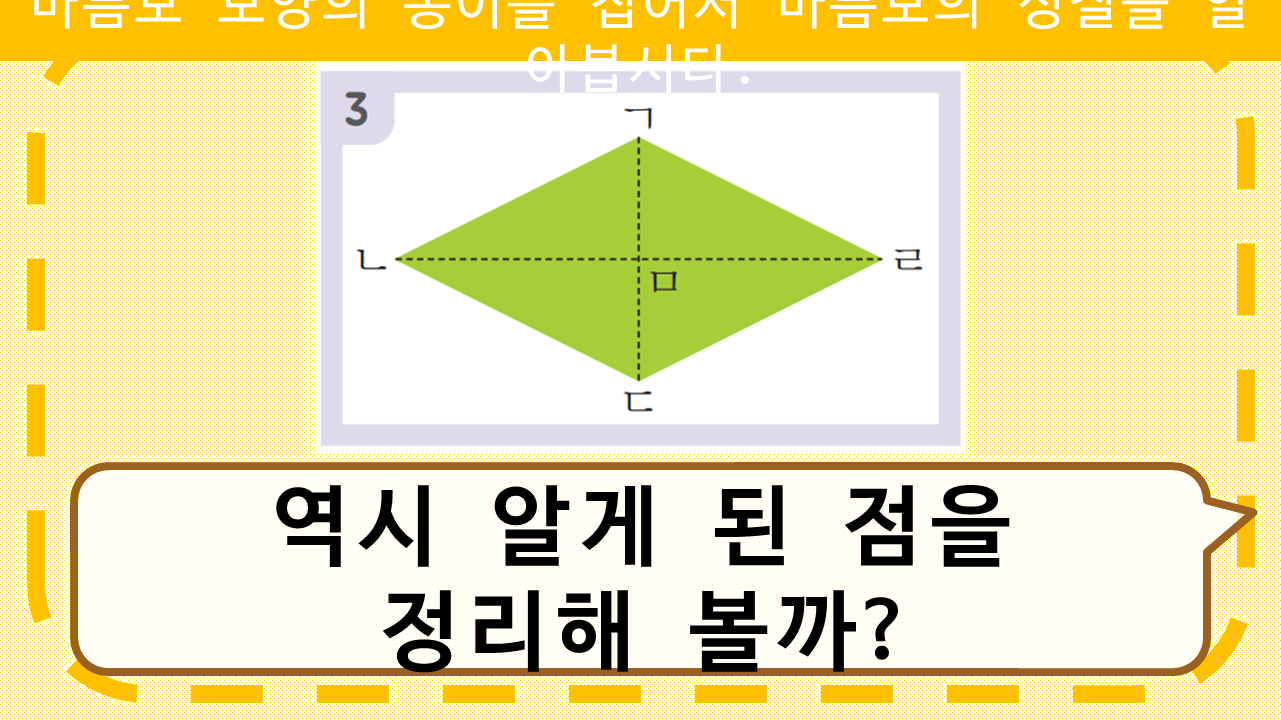 마름모 모양의 종이를 접어서 마름모의 성질을 알
아봅시다.
3
ㄱ
ㄴ
ㄹ
ㅁ
ㄷ
역시 알게 된 점을
정리해 볼까?